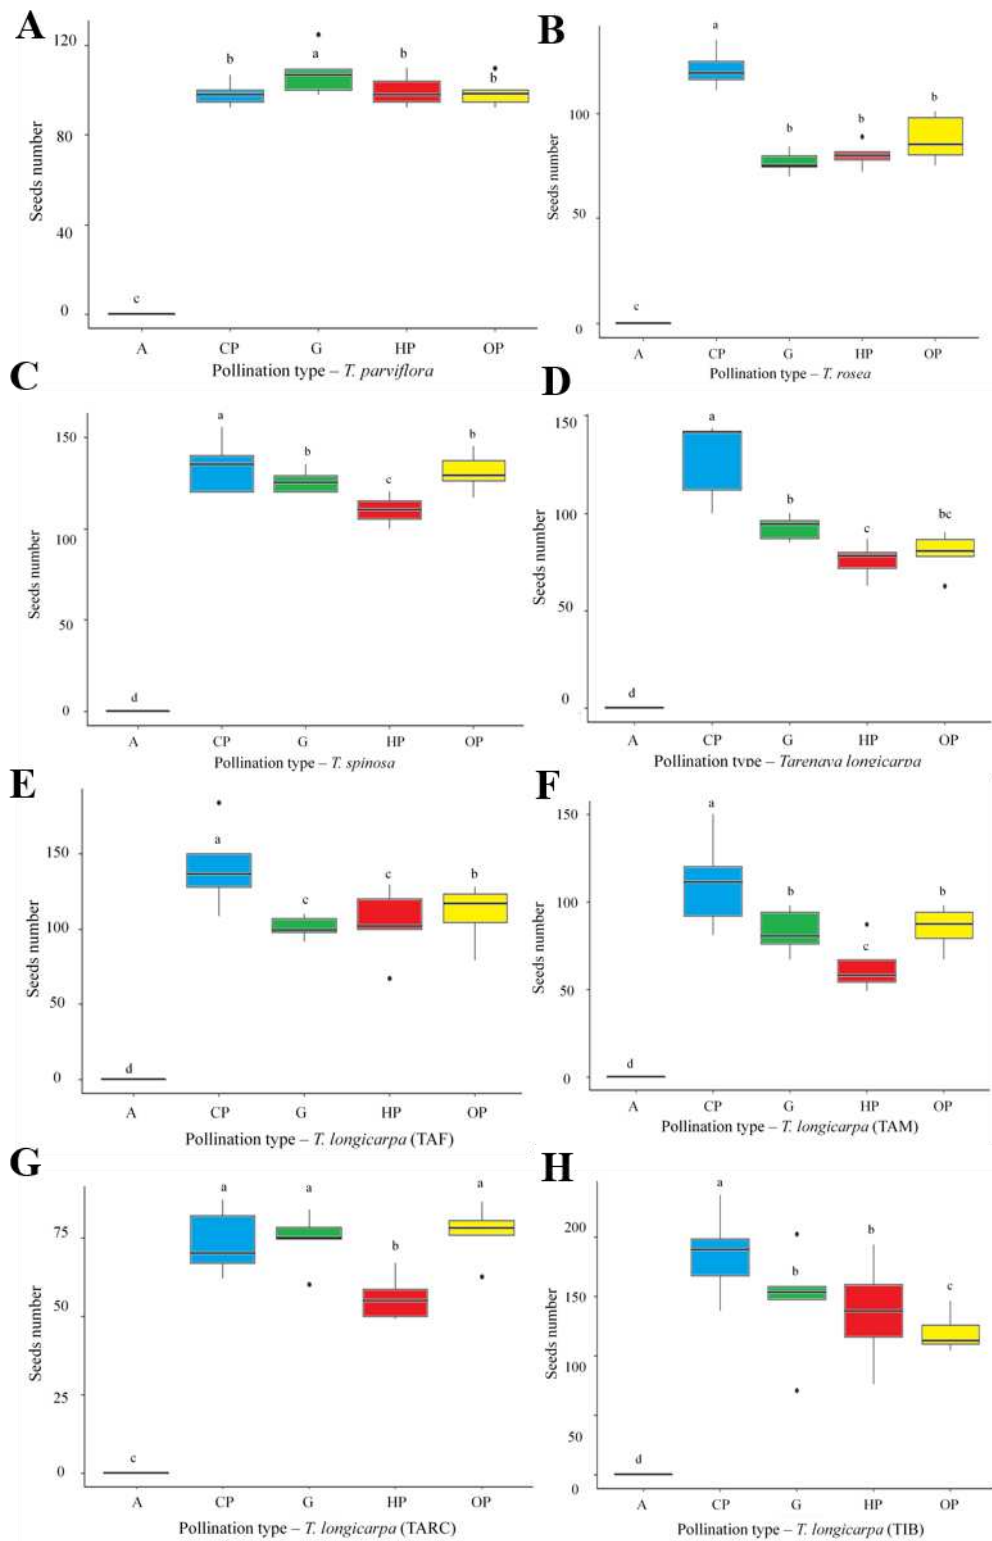 A
120
80
40
0
Seeds number
c
b
a
b
b
A CP G HP OP
Pollination type – T. parviflora
B
100
50
0
Seeds number
c
a
b
b
b
A CP G HP OP
Pollination type – T. rosea
C
150
100
50
0
Seeds number
d
a
b
c
b
A CP G HP OP
Pollination type – T. spinosa
D
150
100
50
0
Seeds number
d
a
b
c
bc
A CP G HP OP
Pollination type – Tarenaya longicarpa
E
150
100
50
0
Seeds number
d
a
c
c
b
A CP G HP OP
Pollination type – T. longicarpa (TAF)
F
150
100
50
0
Seeds number
d
a
b
c
b
A CP G HP OP
Pollination type – T. longicarpa (TAM)
G
75
50
25
0
Seeds number
c
a
a
b
a
A CP G HP OP
Pollination type – T. longicarpa (TARC)
H
200
150
100
50
0
Seeds number
d
a
b
b
c
A CP G HP OP
Pollination type – T. longicarpa (TIB)